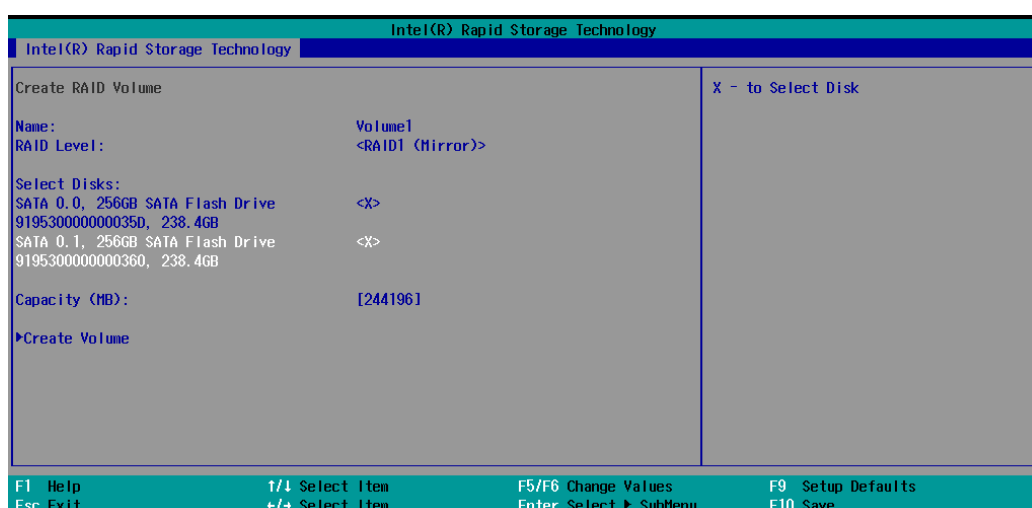 Intel(R) Rapid Storage Technology
Intel(R) Rapid Storage Technology
Create RAID Volume
X - to Select Disk
Name: Volume1
RAID Level: <RAID1 (Mirror)>
Select Disks:
SATA 0.0, 256GB SATA Flash Drive <X>
919530000000035D, 238.4GB
SATA 0.1, 256GB SATA Flash Drive <X>
9195300000000360, 238.4GB
Capacity (MB): [244196]
▶Create Volume
F1 Help ↑/↓ Select Item F5/F6 Change Values F9 Setup Defaults
Esc Exit ←/→ Select Item Enter Select ▶ SubMenu F10 Save